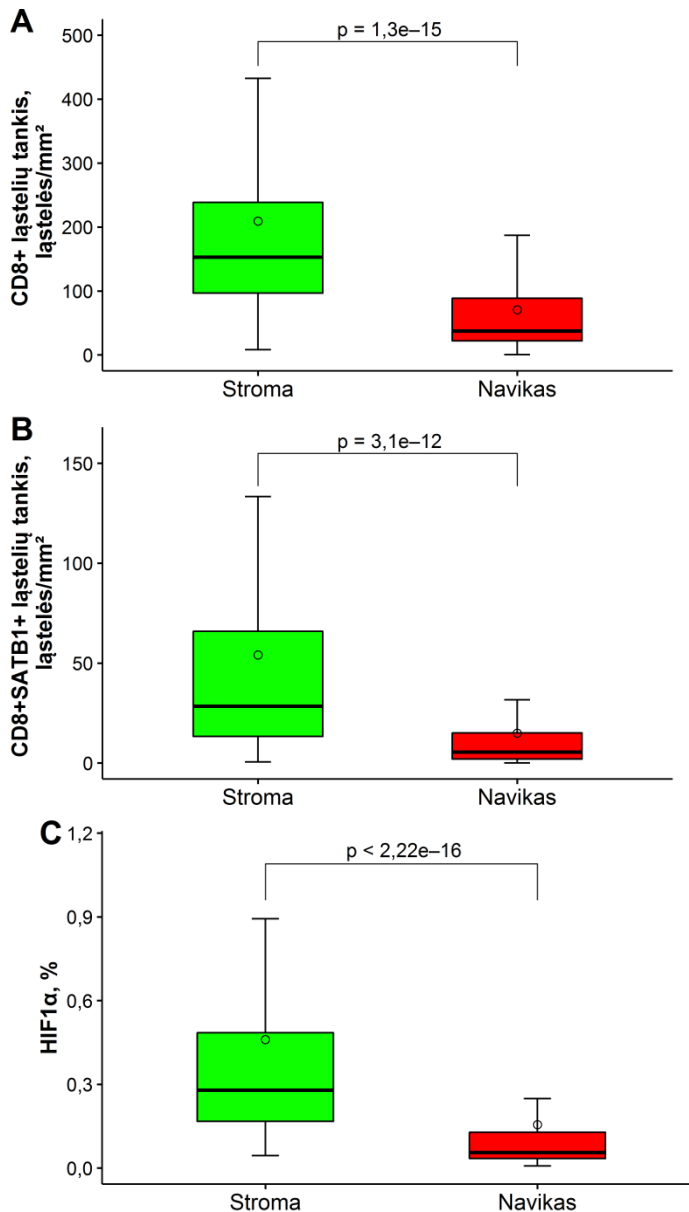 A
CD8+ ląstelių tankis,
ląstelės/mm²
500
400
300
200
100
0
p = 1,3e–15
Stroma
Navikas
B
CD8+SATB1+ ląstelių tankis,
ląstelės/mm²
150
100
50
0
p = 3,1e–12
Stroma
Navikas
C
HIF1α, %
1,2
0,9
0,6
0,3
0,0
p < 2,22e–16
Stroma
Navikas